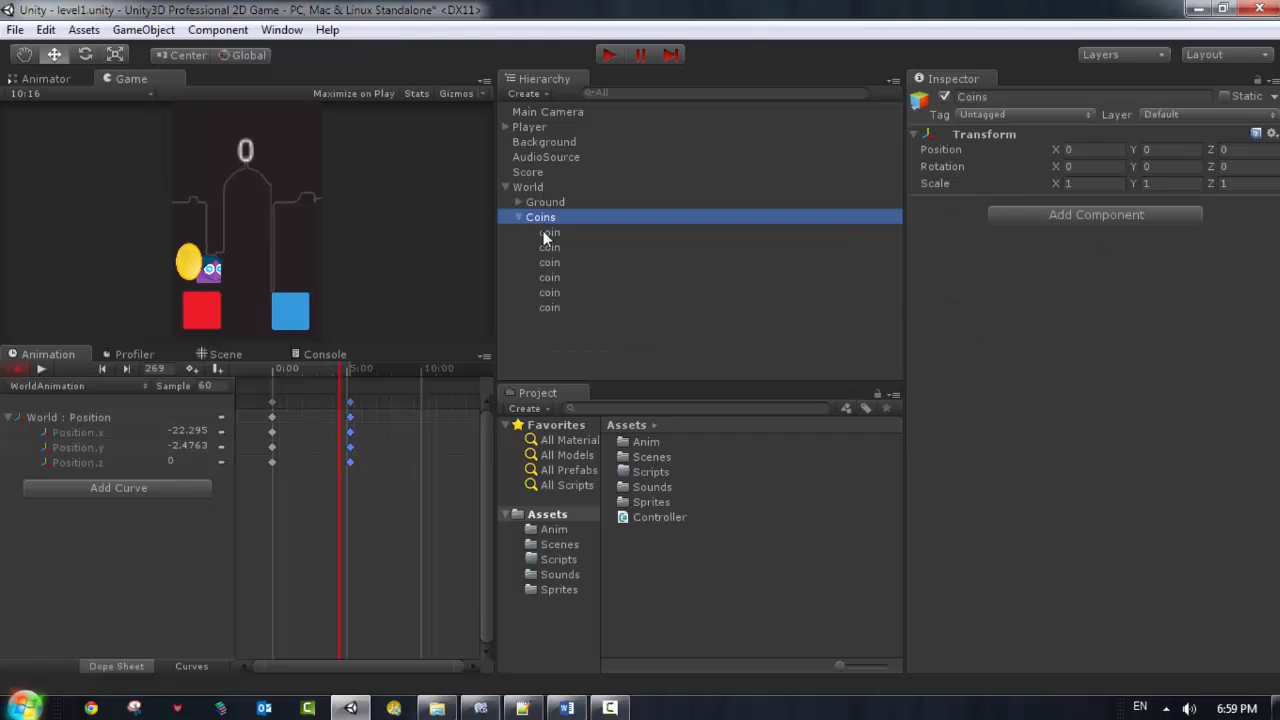 Unity - level1.unity - Unity3D Professional 2D Game - PC, Mac & Linux Standalone* <DX11>
File Edit Assets GameObject Component Window Help
Center Global Layers Layout
Animator Game Hierarchy Inspector
10:16 Maximize on Play Stats Gizmos Create All Coins Static
Main Camera Tag Untagged Layer Default
Player Transform
Background Position X 0 Y 0 Z 0
AudioSource Rotation X 0 Y 0 Z 0
Score Scale X 1 Y 1 Z 1
World
Ground
Coins Add Component
coin
coin
coin
coin
coin
coin
0
Animation Profiler Scene Console
269 0:00 5:00 10:00
WorldAnimation Sample 60
World : Position
Position.x -22.295
Position.y -2.4763
Position.z 0
Add Curve
Dope Sheet Curves
Project
Create
Favorites Assets
All Material Anim
All Models Scenes
All Prefabs Scripts
All Scripts Sounds
Sprites
Assets Controller
Anim
Scenes
Scripts
Sounds
Sprites
EN 6:59 PM